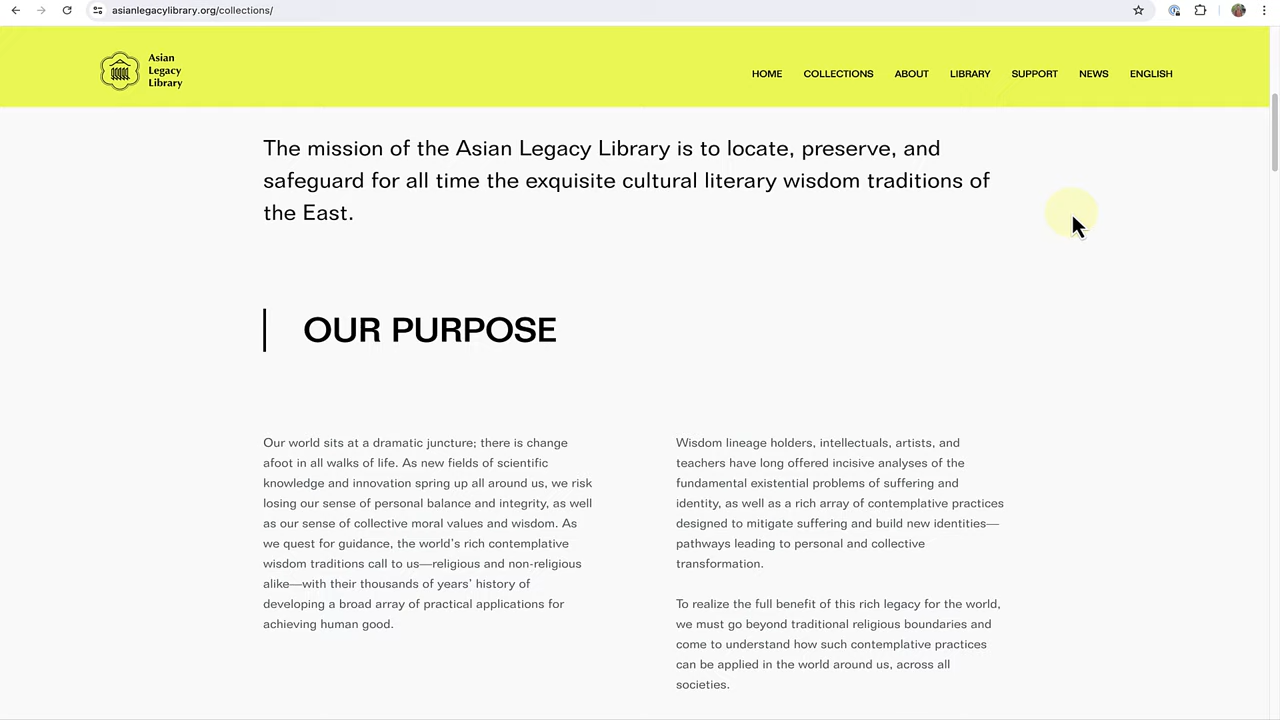 asianlegacylibrary.org/collections/
Asian
Legacy
Library
HOME COLLECTIONS ABOUT LIBRARY SUPPORT NEWS ENGLISH
The mission of the Asian Legacy Library is to locate, preserve, and
safeguard for all time the exquisite cultural literary wisdom traditions of
the East.
OUR PURPOSE
Our world sits at a dramatic juncture; there is change
afoot in all walks of life. As new fields of scientific
knowledge and innovation spring up all around us, we risk
losing our sense of personal balance and integrity, as well
as our sense of collective moral values and wisdom. As
we quest for guidance, the world's rich contemplative
wisdom traditions call to us—religious and non-religious
alike—with their thousands of years' history of
developing a broad array of practical applications for
achieving human good.
Wisdom lineage holders, intellectuals, artists, and
teachers have long offered incisive analyses of the
fundamental existential problems of suffering and
identity, as well as a rich array of contemplative practices
designed to mitigate suffering and build new identities—
pathways leading to personal and collective
transformation.
To realize the full benefit of this rich legacy for the world,
we must go beyond traditional religious boundaries and
come to understand how such contemplative practices
can be applied in the world around us, across all
societies.